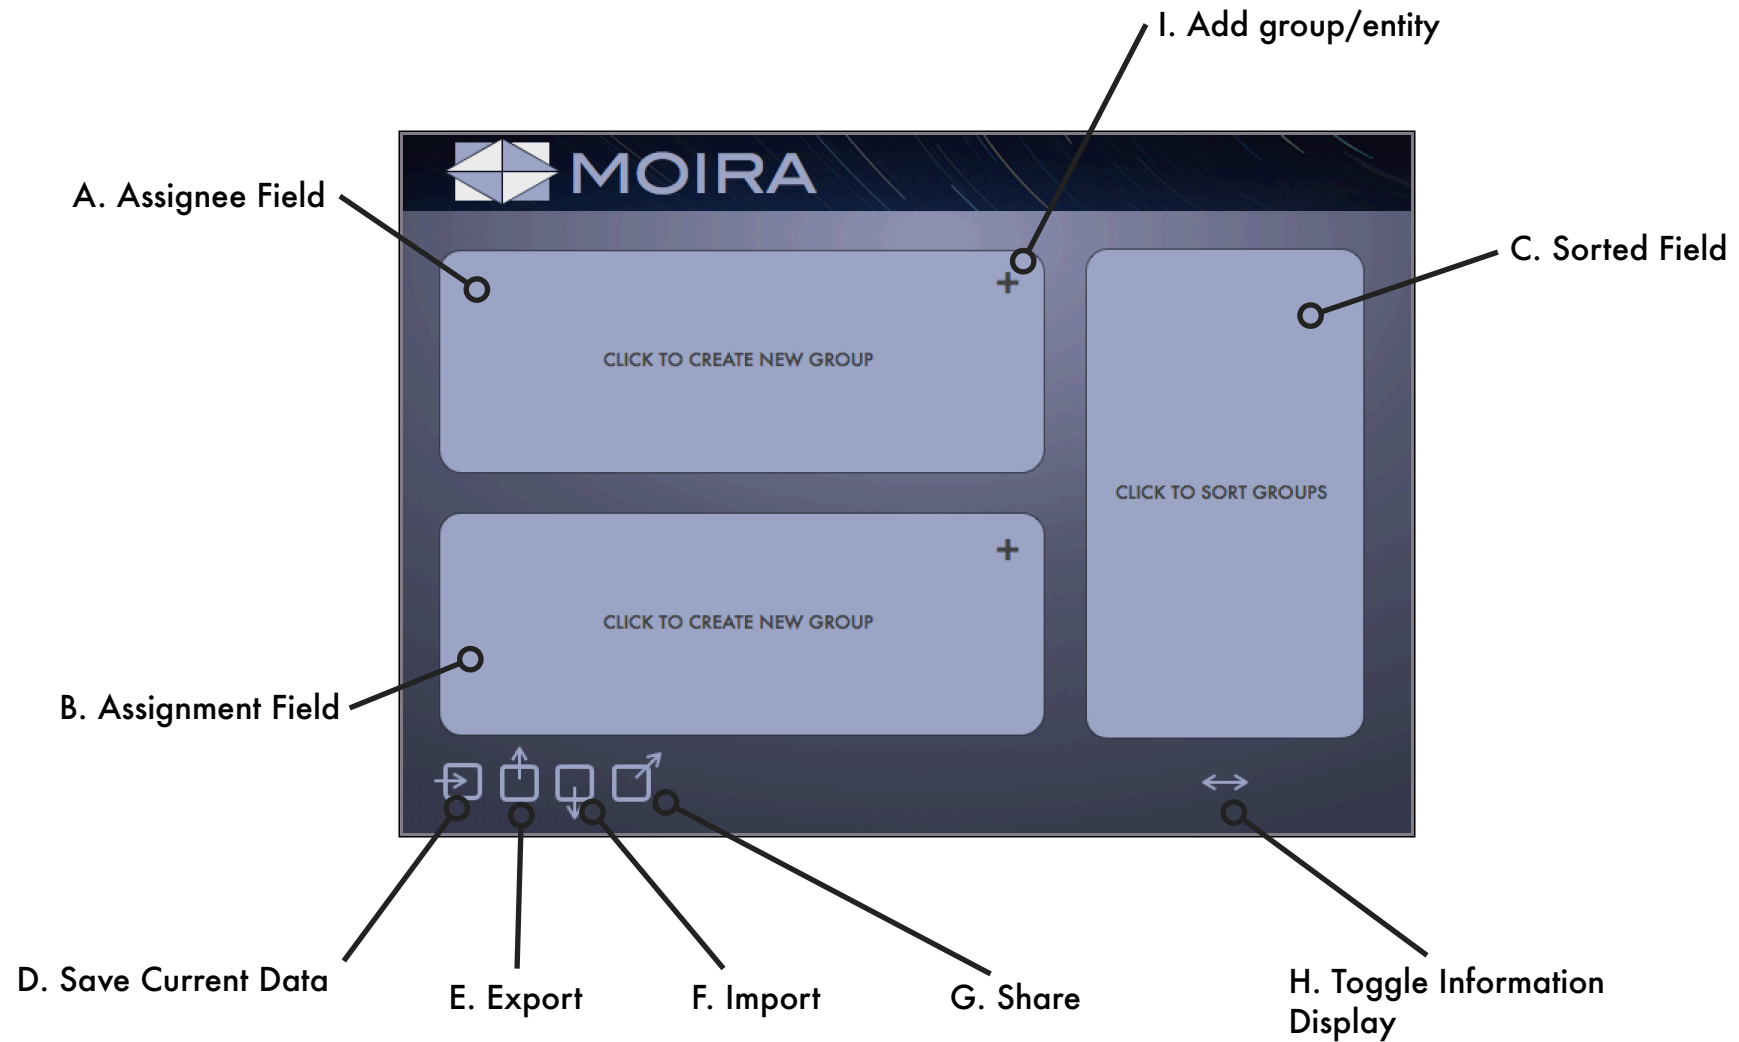 I. Add group/entity
MOIRA
A. Assignee Field
C. Sorted Field
+
CLICK TO CREATE NEW GROUP
CLICK TO SORT GROUPS
+
CLICK TO CREATE NEW GROUP
B. Assignment Field
D. Save Current Data
E. Export
F. Import
G. Share
H. Toggle Information
Display